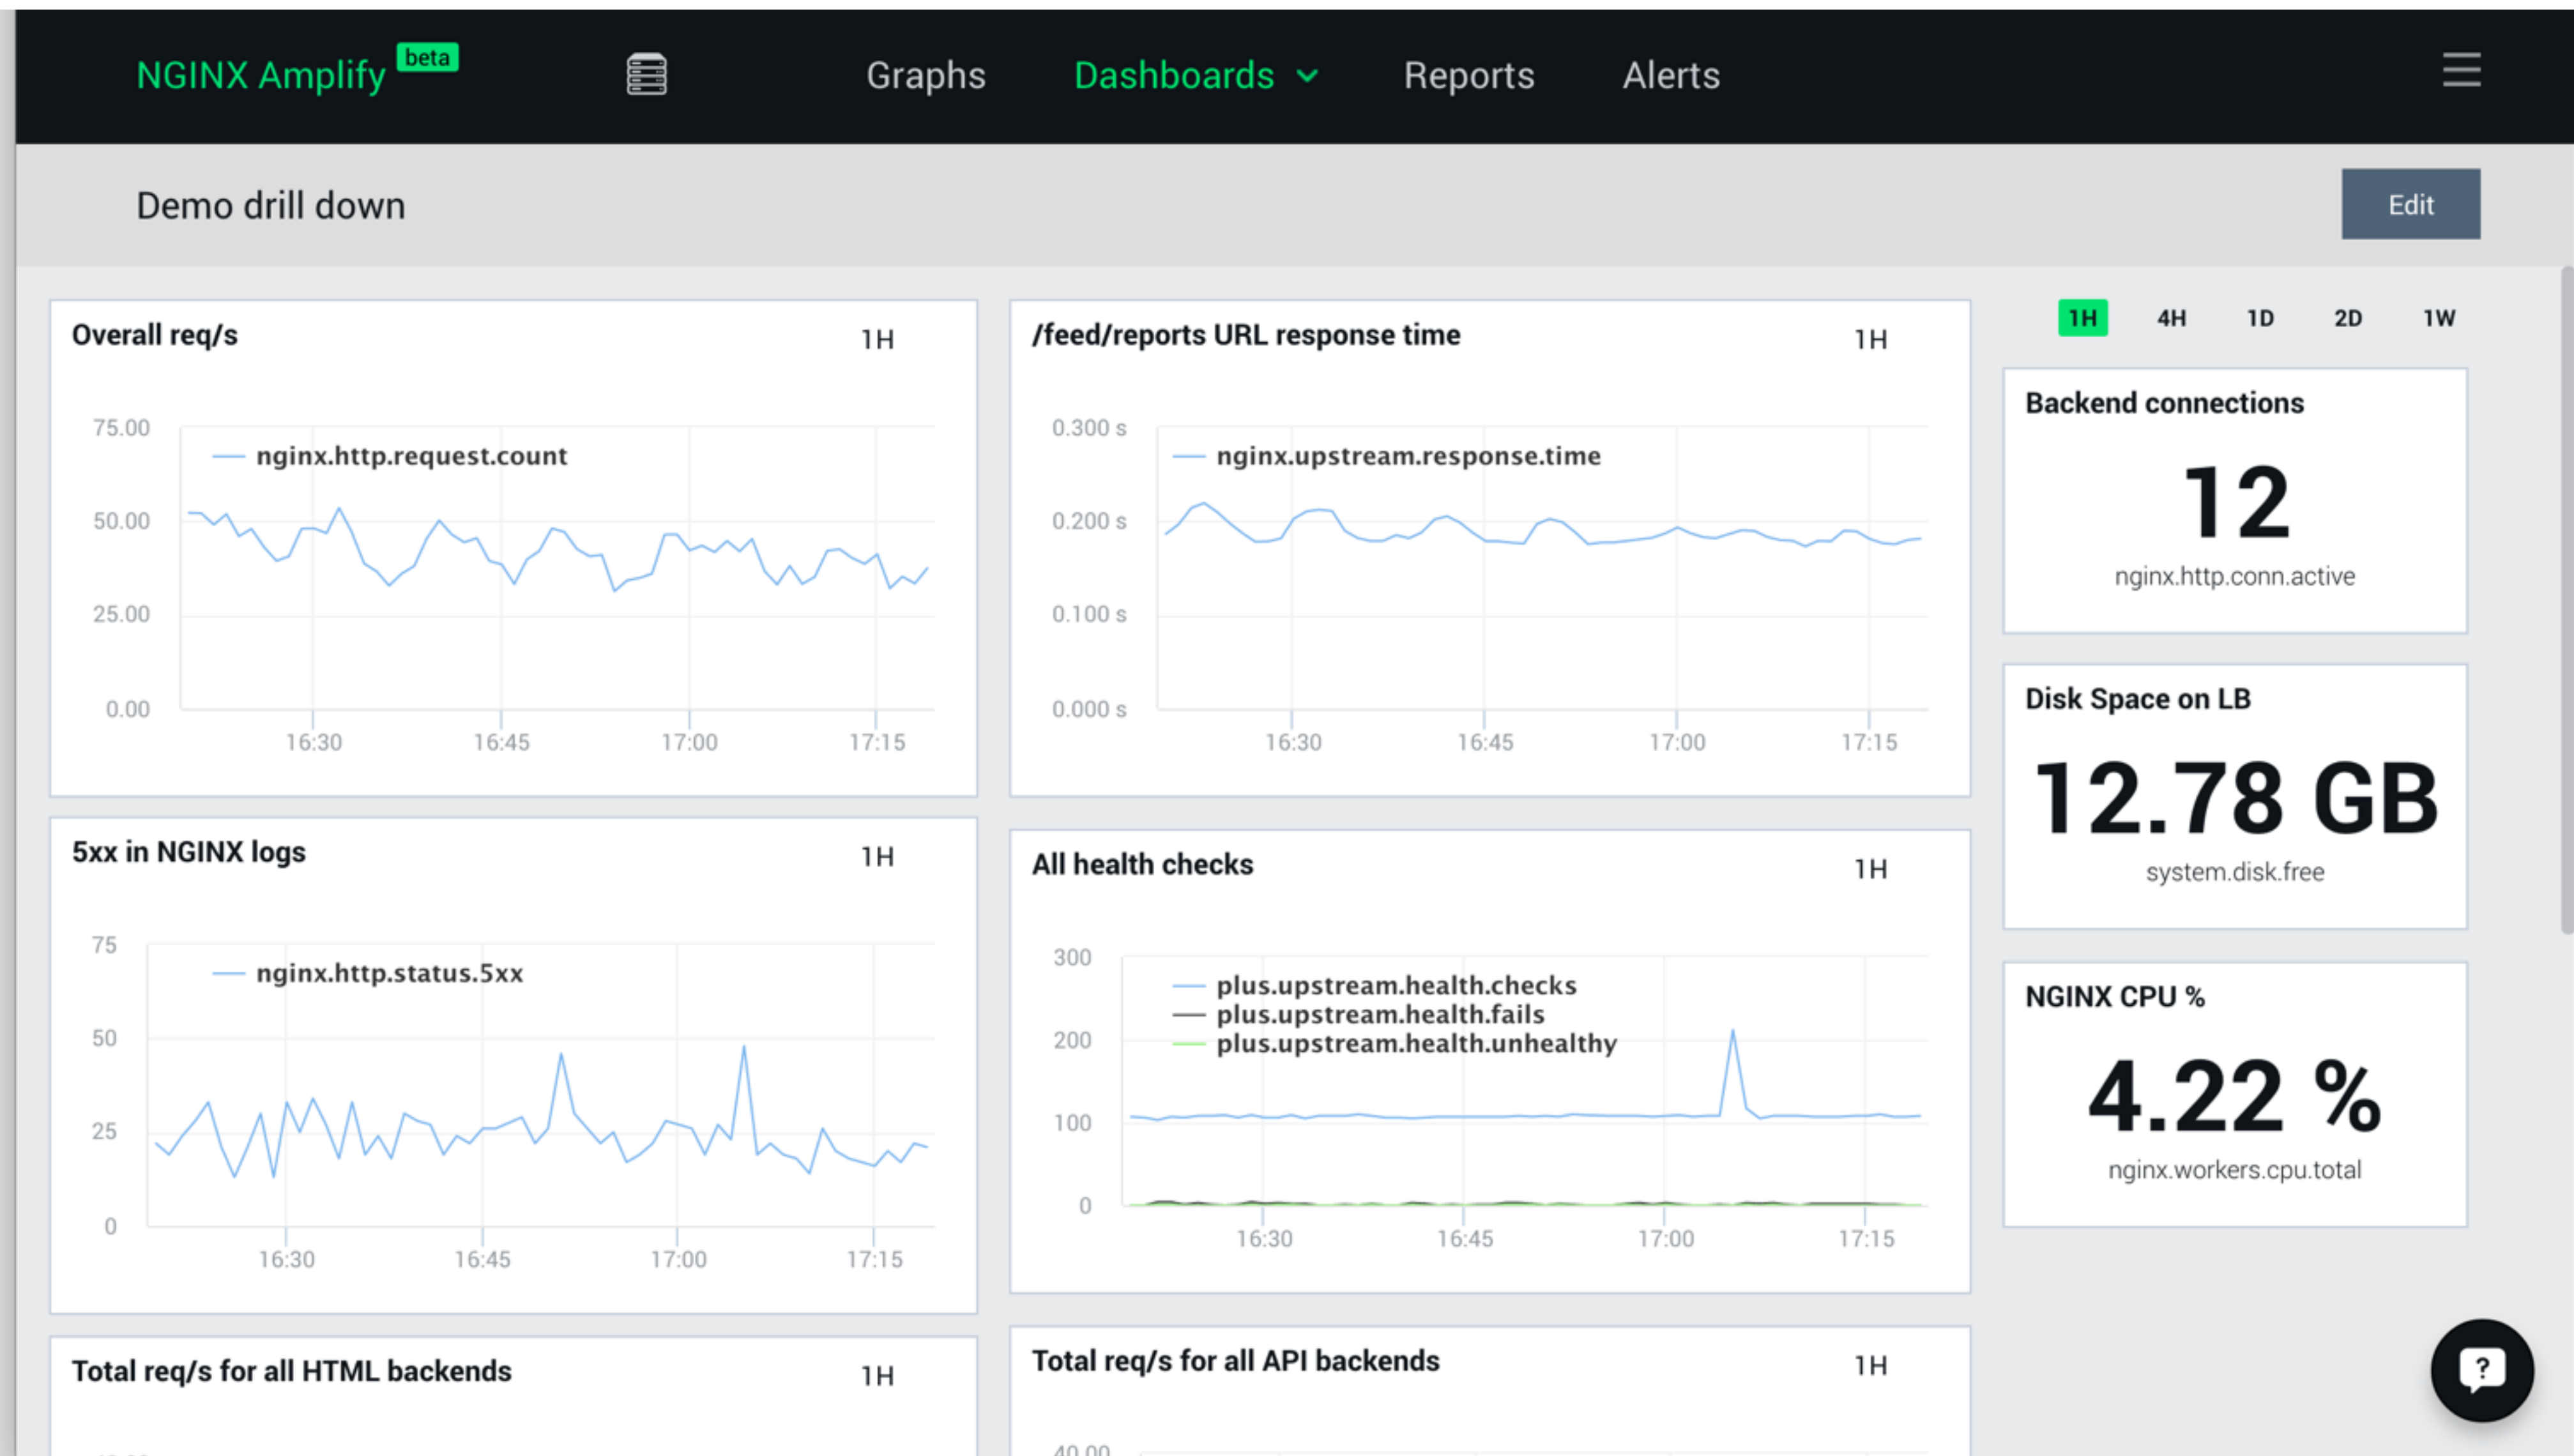 NGINX Amplify beta
Graphs Dashboards Reports Alerts
Demo drill down
Edit
Overall req/s 1H
75.00
nginx.http.request.count
50.00
25.00
0.00
16:30 16:45 17:00 17:15
/feed/reports URL response time 1H
0.300 s
nginx.upstream.response.time
0.200 s
0.100 s
0.000 s
16:30 16:45 17:00 17:15
1H 4H 1D 2D 1W
Backend connections
12
nginx.http.conn.active
Disk Space on LB
12.78 GB
system.disk.free
NGINX CPU %
4.22 %
nginx.workers.cpu.total
5xx in NGINX logs 1H
75
nginx.http.status.5xx
50
25
0
16:30 16:45 17:00 17:15
All health checks 1H
300
plus.upstream.health.checks
plus.upstream.health.fails
200
plus.upstream.health.unhealthy
100
0
16:30 16:45 17:00 17:15
Total req/s for all HTML backends 1H
Total req/s for all API backends 1H
40.00
?